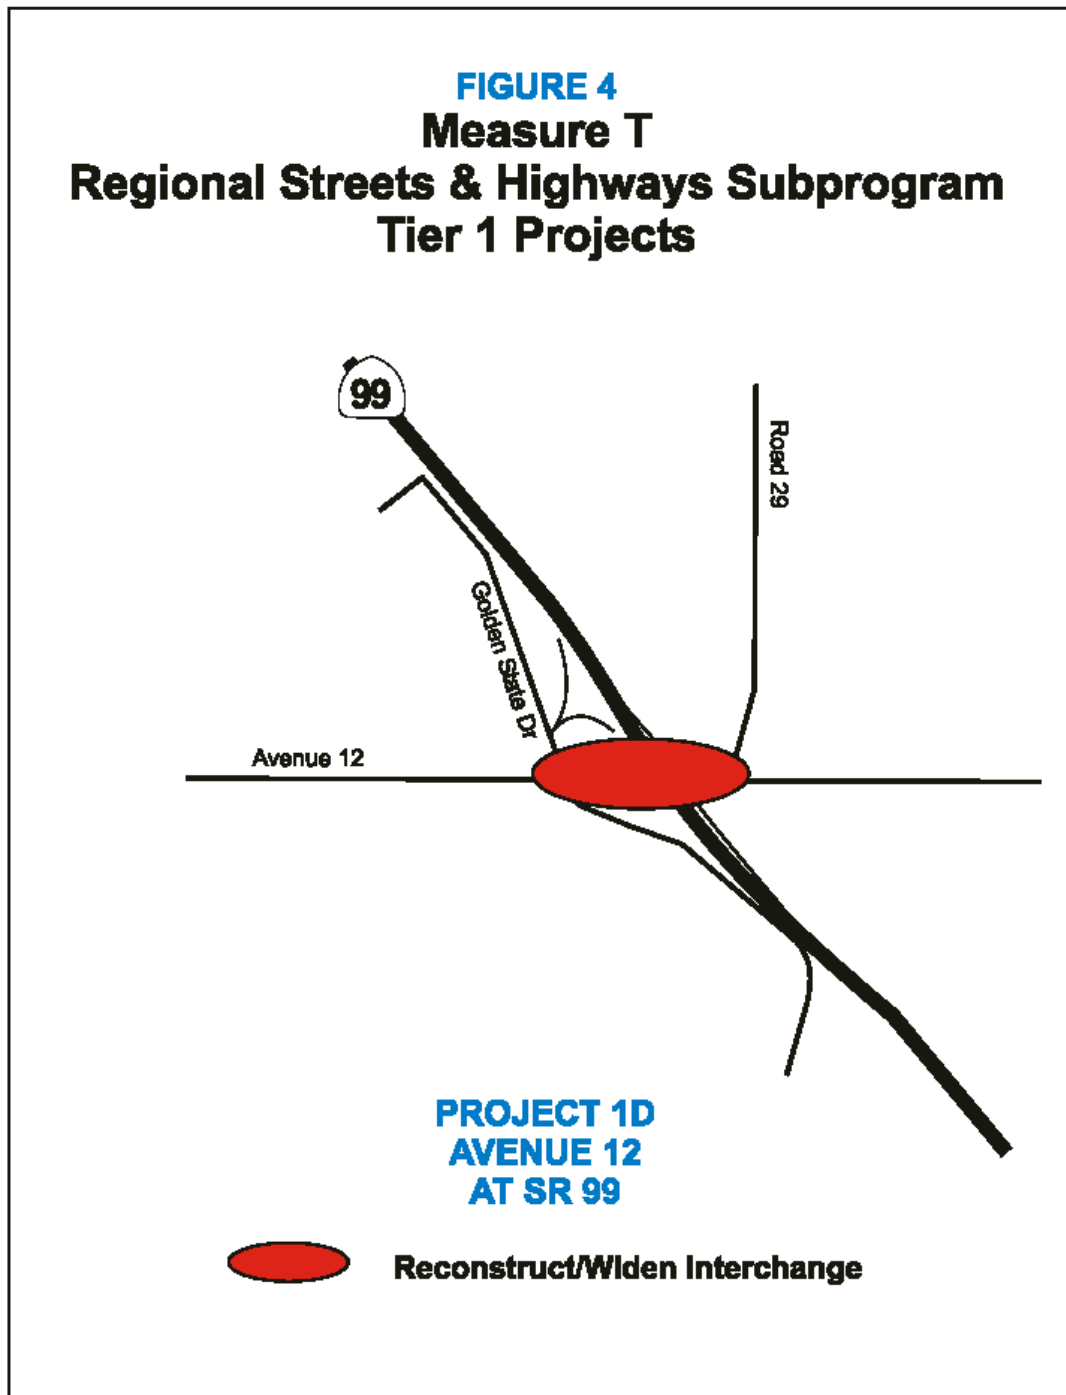 FIGURE 4
Measure T
Regional Streets & Highways Subprogram
Tier 1 Projects
99
Road 29
Golden State Dr
Avenue 12
PROJECT 1D
AVENUE 12
AT SR 99
Reconstruct/Widen Interchange